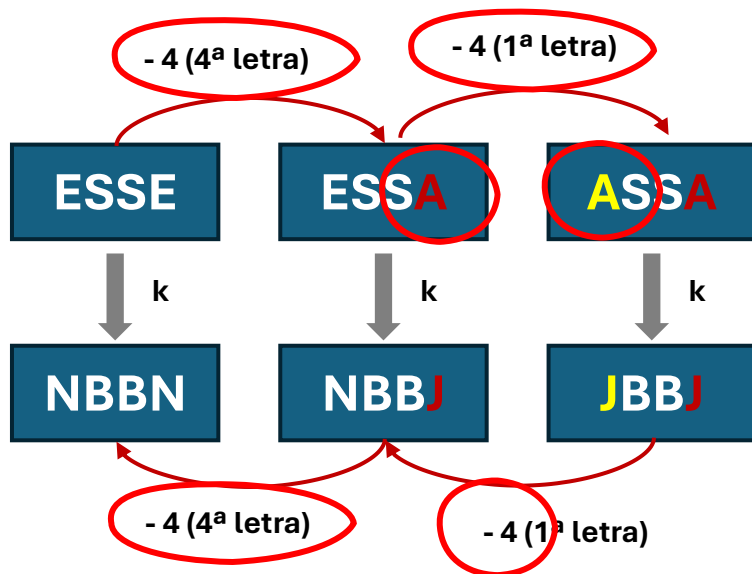 - 4 (4ª letra)
- 4 (1ª letra)
ESSE
ESSA
ASSA
k
k
k
NBBN
NBBJ
JBBJ
- 4 (4ª letra)
- 4 (1ª letra)